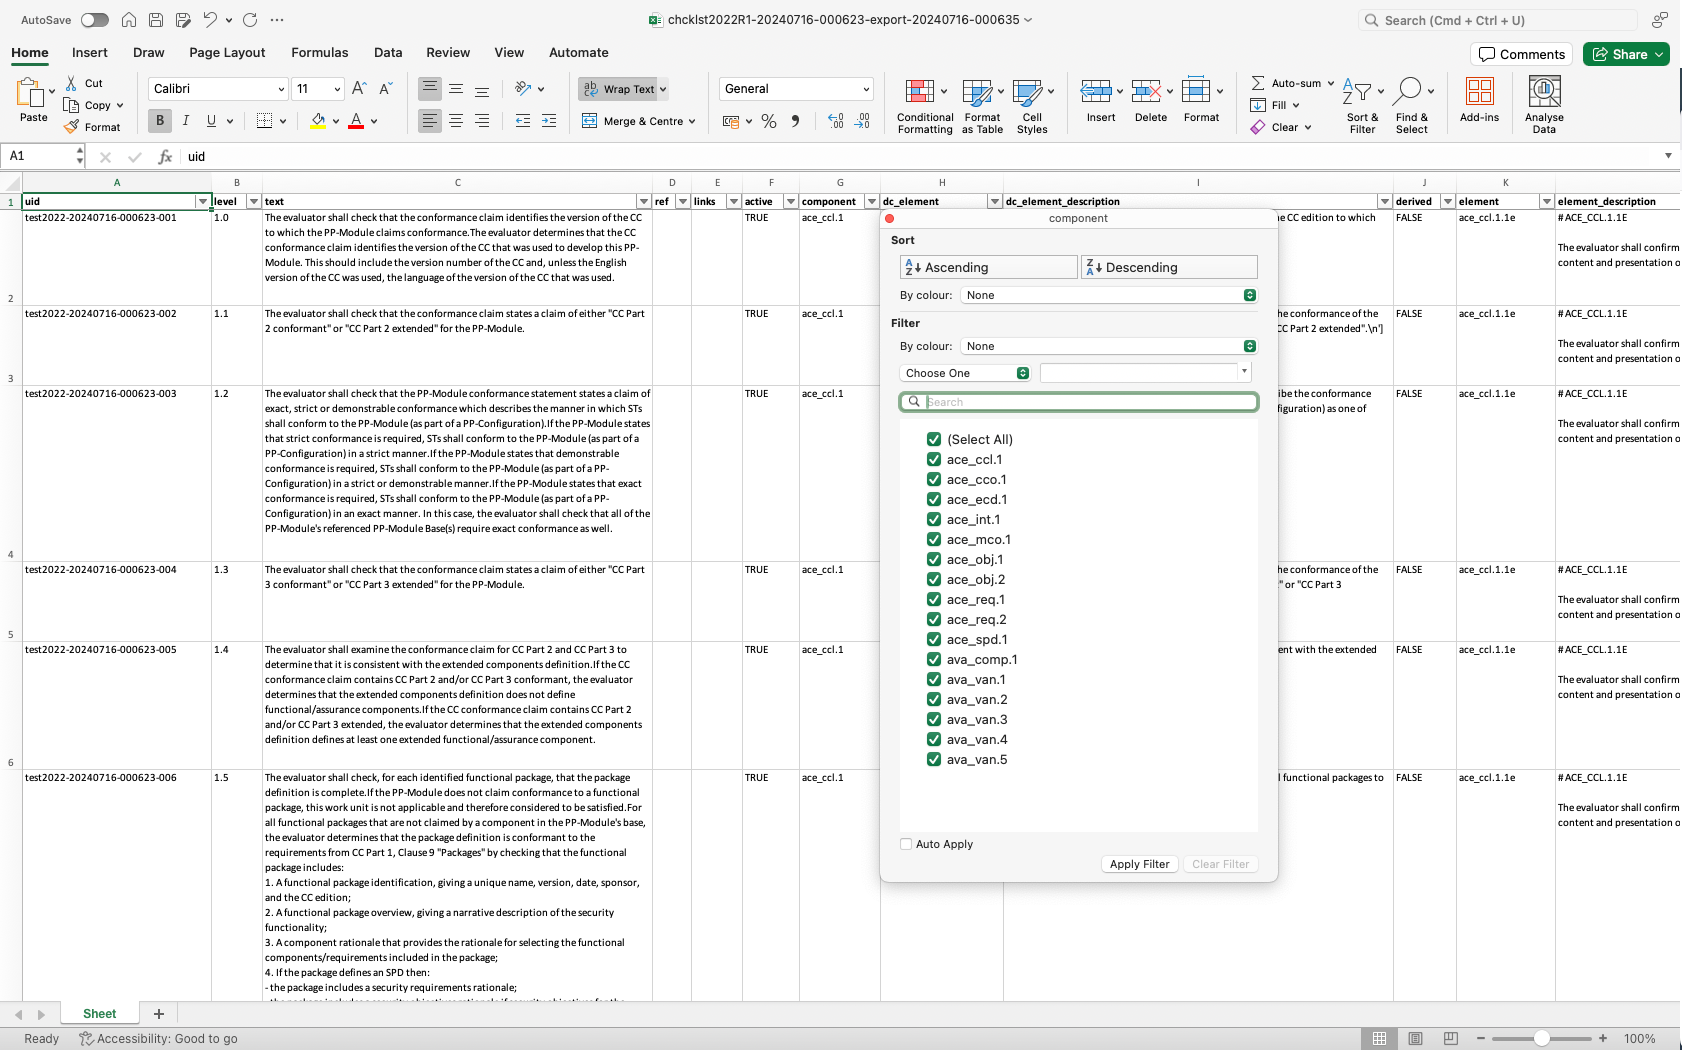 AutoSave
chcklst2022R1-20240716-000623-export-20240716-000635
Search (Cmd + Ctrl + U)
Home Insert Draw Page Layout Formulas Data Review View Automate
Comments Share
Paste
Cut
Copy
Format
Calibri 11
B I U
Wrap Text
Merge & Centre
General
Conditional Formatting
Format as Table
Cell Styles
Insert
Delete
Format
Auto-sum
Fill
Clear
Sort & Filter
Find & Select
Add-ins
Analyse Data
A1 fx uid
A B C D E F G H I J K
1 uid level text ref links active component dc_element dc_element_description derived element element_description
2 test2022-20240716-000623-001 1.0
The evaluator shall check that the conformance claim identifies the version of the CC
to which the PP-Module claims conformance.The evaluator determines that the CC
conformance claim identifies the version of the CC that was used to develop this PP-
Module. This should include the version number of the CC and, unless the English
version of the CC was used, the language of the version of the CC that was used.
TRUE ace_ccl.1
e CC edition to which
FALSE ace_ccl.1.1e # ACE_CCL.1.1E
The evaluator shall confirm
content and presentation o
3 test2022-20240716-000623-002 1.1
The evaluator shall check that the conformance claim states a claim of either "CC Part
2 conformant" or "CC Part 2 extended" for the PP-Module.
TRUE ace_ccl.1
he conformance of the
CC Part 2 extended".\n']
FALSE ace_ccl.1.1e # ACE_CCL.1.1E
The evaluator shall confirm
content and presentation o
4 test2022-20240716-000623-003 1.2
The evaluator shall check that the PP-Module conformance statement states a claim of
exact, strict or demonstrable conformance which describes the manner in which STs
shall conform to the PP-Module (as part of a PP-Configuration).If the PP-Module states
that strict conformance is required, STs shall conform to the PP-Module (as part of a
PP-Configuration) in a strict manner.If the PP-Module states that demonstrable
conformance is required, STs shall conform to the PP-Module (as part of a PP-
Configuration) in a strict or demonstrable manner.If the PP-Module states that exact
conformance is required, STs shall conform to the PP-Module (as part of a PP-
Configuration) in an exact manner. In this case, the evaluator shall check that all of the
PP-Module's referenced PP-Module Base(s) require exact conformance as well.
TRUE ace_ccl.1
ibe the conformance
figuration) as one of
FALSE ace_ccl.1.1e # ACE_CCL.1.1E
The evaluator shall confirm
content and presentation o
5 test2022-20240716-000623-004 1.3
The evaluator shall check that the conformance claim states a claim of either "CC Part
3 conformant" or "CC Part 3 extended" for the PP-Module.
TRUE ace_ccl.1
he conformance of the
" or "CC Part 3
FALSE ace_ccl.1.1e # ACE_CCL.1.1E
The evaluator shall confirm
content and presentation o
6 test2022-20240716-000623-005 1.4
The evaluator shall examine the conformance claim for CC Part 2 and CC Part 3 to
determine that it is consistent with the extended components definition.If the CC
conformance claim contains CC Part 2 and/or CC Part 3 conformant, the evaluator
determines that the extended components definition does not define
functional/assurance components.If the CC conformance claim contains CC Part 2
and/or CC Part 3 extended, the evaluator determines that the extended components
definition defines at least one extended functional/assurance component.
TRUE ace_ccl.1
ent with the extended
FALSE ace_ccl.1.1e # ACE_CCL.1.1E
The evaluator shall confirm
content and presentation o
test2022-20240716-000623-006 1.5
The evaluator shall check, for each identified functional package, that the package
definition is complete.If the PP-Module does not claim conformance to a functional
package, this work unit is not applicable and therefore considered to be satisfied.For
all functional packages that are not claimed by a component in the PP-Module's base,
the evaluator determines that the package definition is conformant to the
requirements from CC Part 1, Clause 9 "Packages" by checking that the functional
package includes:
1. A functional package identification, giving a unique name, version, date, sponsor,
and the CC edition;
2. A functional package overview, giving a narrative description of the security
functionality;
3. A component rationale that provides the rationale for selecting the functional
components/requirements included in the package;
4. If the package defines an SPD then:
- the package includes a security requirements rationale;
TRUE ace_ccl.1
l functional packages to
FALSE ace_ccl.1.1e # ACE_CCL.1.1E
The evaluator shall confirm
content and presentation o
component
Sort
Ascending Descending
By colour: None
Filter
By colour: None
Choose One
Search
(Select All)
ace_ccl.1
ace_cco.1
ace_ecd.1
ace_int.1
ace_mco.1
ace_obj.1
ace_obj.2
ace_req.1
ace_req.2
ace_spd.1
ava_comp.1
ava_van.1
ava_van.2
ava_van.3
ava_van.4
ava_van.5
Auto Apply
Apply Filter Clear Filter
Sheet
Ready Accessibility: Good to go 100%